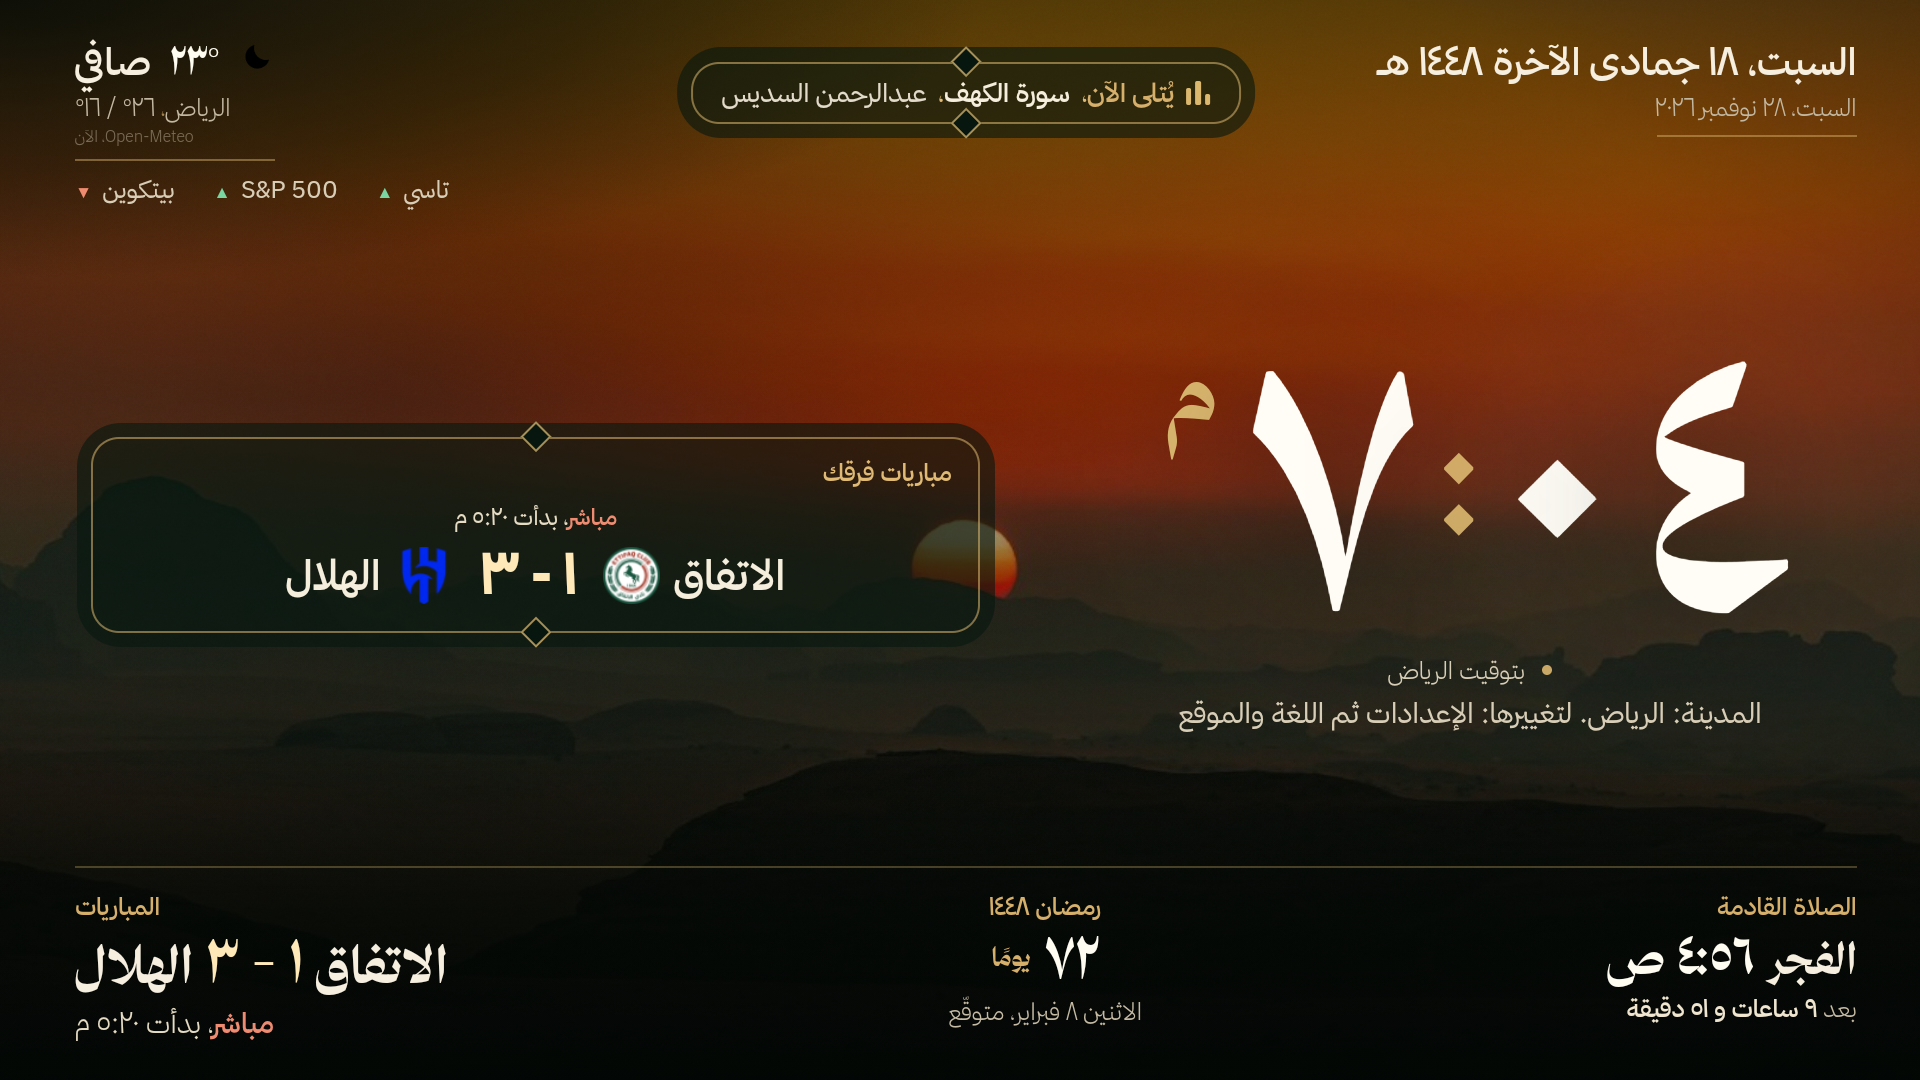 السبت، ١٨ جمادى الآخرة ١٤٤٨ هـ
السبت، ٢٨ نوفمبر ٢٠٢٦
يُتلى الآن، سورة الكهف، عبدالرحمن السديس
٢٣° صافي
الرياض، ٢٦° / ١٦°
Open-Meteo، الآن
تاسي ▲ S&P 500 ▲ بيتكوين ▼
٧:٠٤ م
بتوقيت الرياض
المدينة: الرياض. لتغييرها: الإعدادات ثم اللغة والموقع
مباريات فرقك
مباشر، بدأت ٥:٢٠ م
الاتفاق ١ - ٣ الهلال
الصلاة القادمة
الفجر ٤:٥٦ ص
بعد ٩ ساعات و ٥١ دقيقة
رمضان ١٤٤٨
٧٢ يومًا
الاثنين ٨ فبراير، متوقّع
المباريات
الاتفاق ١ – ٣ الهلال
مباشر، بدأت ٥:٢٠ م